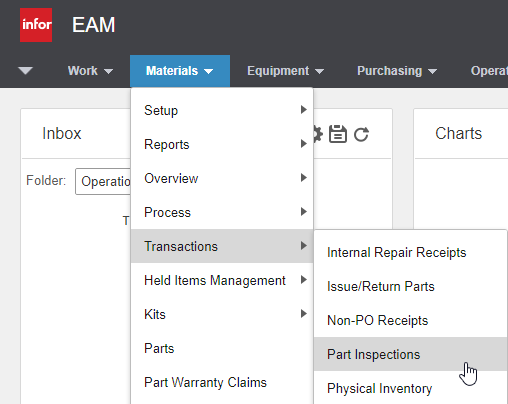 infor EAM
Work Materials Equipment Purchasing Operat
Inbox Charts
Folder: Operatio
T
Setup
Reports
Overview
Process
Transactions
Held Items Management
Kits
Parts
Part Warranty Claims
Internal Repair Receipts
Issue/Return Parts
Non-PO Receipts
Part Inspections
Physical Inventory